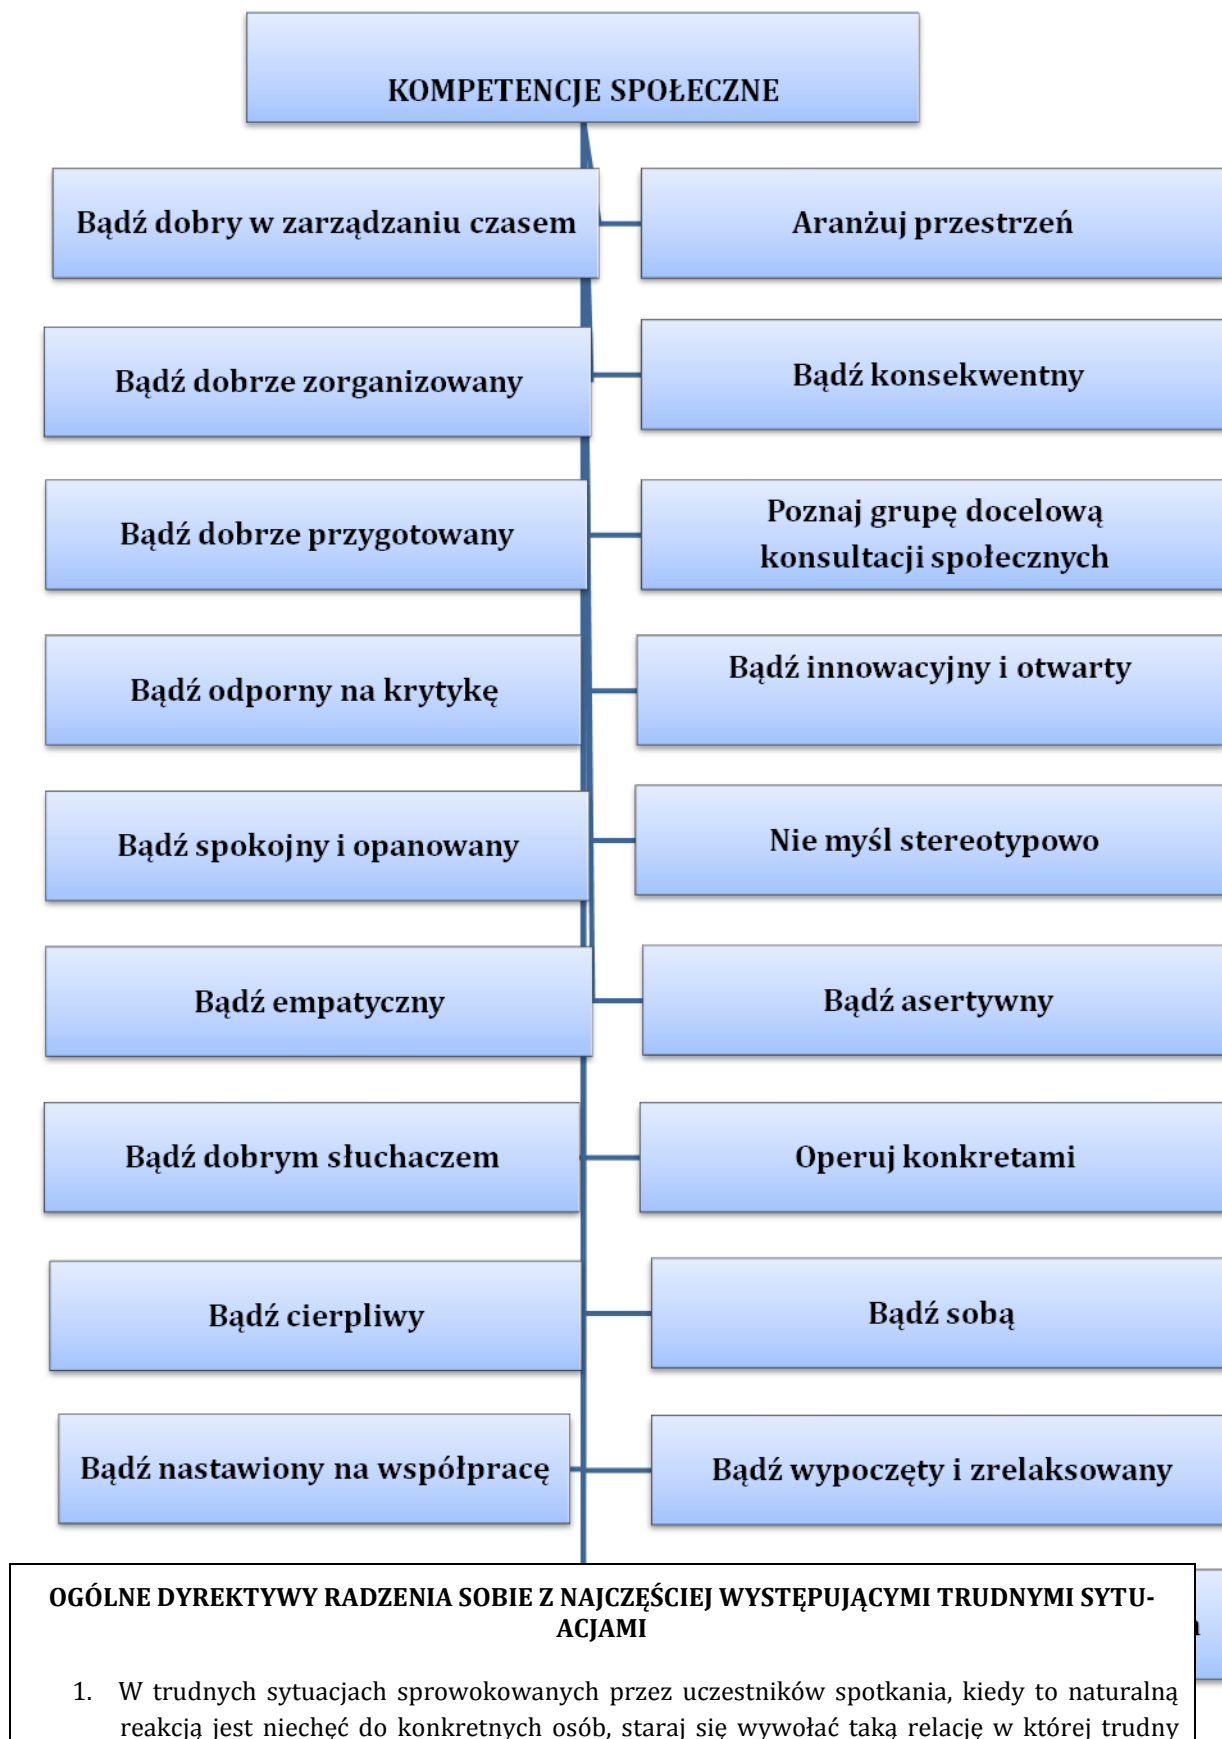 KOMPETENCJE SPOŁECZNE
Bądź dobry w zarządzaniu czasem
Aranżuj przestrzeń
Bądź dobrze zorganizowany
Bądź konsekwentny
Bądź dobrze przygotowany
Poznaj grupę docelową
konsultacji społecznych
Bądź odporny na krytykę
Bądź innowacyjny i otwarty
Bądź spokojny i opanowany
Nie myśl stereotypowo
Bądź empatyczny
Bądź asertywny
Bądź dobrym słuchaczem
Operuj konkretami
Bądź cierpliwy
Bądź sobą
Bądź nastawiony na współpracę
Bądź wypoczęty i zrelaksowany
OGÓLNE DYREKTYWY RADZENIA SOBIE Z NAJCZĘŚCIEJ WYSTĘPUJĄCYMI TRUDNYMI SYTU-
ACJAMI
1. W trudnych sytuacjach sprowokowanych przez uczestników spotkania, kiedy to naturalną
reakcją jest niechęć do konkretnych osób, staraj się wywołać taką relację w której trudny